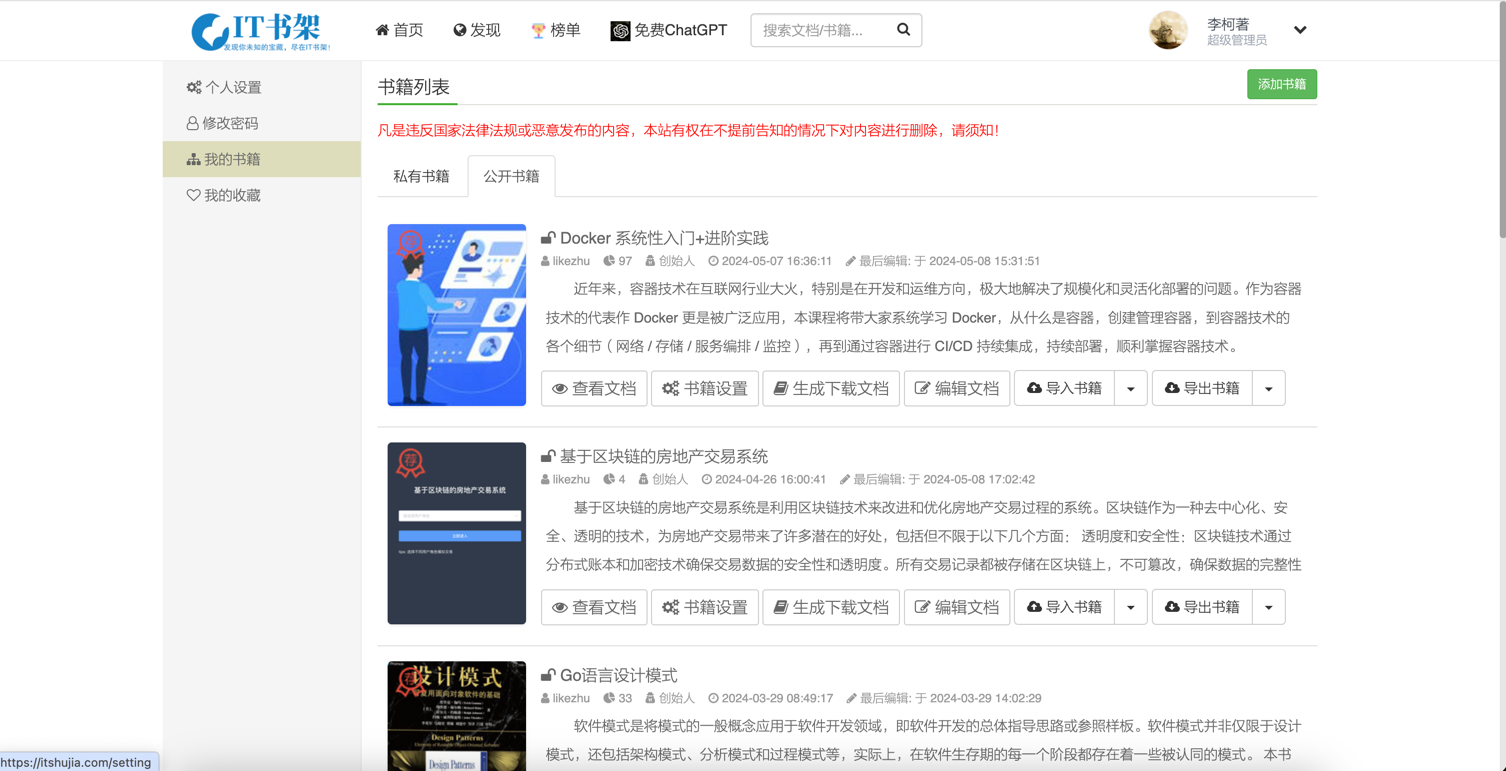 IT书架
发现你未知的宝藏，尽在IT书架！
首页
发现
榜单
免费ChatGPT
搜索文档/书籍...
李柯著
超级管理员
个人设置
修改密码
我的书籍
我的收藏
书籍列表
添加书籍
凡是违反国家法律法规或恶意发布的内容，本站有权在不提前告知的情况下对内容进行删除，请须知！
私有书籍
公开书籍
荐
Docker 系统性入门+进阶实践
likezhu 97 创始人 2024-05-07 16:36:11 最后编辑: 于 2024-05-08 15:31:51
近年来，容器技术在互联网行业大火，特别是在开发和运维方向，极大地解决了规模化和灵活化部署的问题。作为容器
技术的代表作 Docker 更是被广泛应用，本课程将带大家系统学习 Docker，从什么是容器，创建管理容器，到容器技术的
各个细节（网络 / 存储 / 服务编排 / 监控），再到通过容器进行 CI/CD 持续集成，持续部署，顺利掌握容器技术。
查看文档
书籍设置
生成下载文档
编辑文档
导入书籍
导出书籍
荐
基于区块链的房地产交易系统
基于区块链的房地产交易系统
likezhu 4 创始人 2024-04-26 16:00:41 最后编辑: 于 2024-05-08 17:02:42
基于区块链的房地产交易系统是利用区块链技术来改进和优化房地产交易过程的系统。区块链作为一种去中心化、安
全、透明的技术，为房地产交易带来了许多潜在的好处，包括但不限于以下几个方面： 透明度和安全性：区块链技术通过
分布式账本和加密技术确保交易数据的安全性和透明度。所有交易记录都被存储在区块链上，不可篡改，确保数据的完整性
查看文档
书籍设置
生成下载文档
编辑文档
导入书籍
导出书籍
设计模式
复用面向对象软件的基础
Design Patterns
Design Patterns
Go语言设计模式
likezhu 33 创始人 2024-03-29 08:49:17 最后编辑: 于 2024-03-29 14:02:29
软件模式是将模式的一般概念应用于软件开发领域，即软件开发的总体指导思路或参照样板。软件模式并非仅限于设计
模式，还包括架构模式、分析模式和过程模式等，实际上，在软件生存期的每一个阶段都存在着一些被认同的模式。 本书
https://itshujia.com/setting